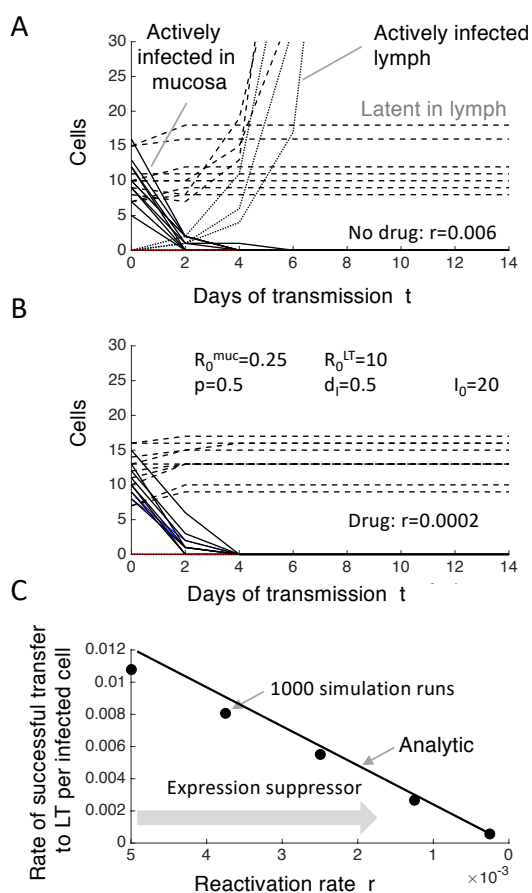 A
Actively
infected in
mucosa
Actively infected
lymph
Latent in lymph
Cells
30
25
20
15
10
5
0
No drug: r=0.006
0 2 4 6 8 10 12 14
Days of transmission t
B
R₀ᵐᵘᶜ=0.25 R₀ᴸᵀ=10
p=0.5 d_I=0.5 I₀=20
Cells
30
25
20
15
10
5
0
Drug: r=0.0002
0 2 4 6 8 10 12 14
Days of transmission t
C
Rate of successful transfer
to LT per infected cell
0.012
0.01
0.008
0.006
0.004
0.002
0
1000 simulation runs
Analytic
Expression suppressor
5 4 3 2 1 0
×10⁻³
Reactivation rate r